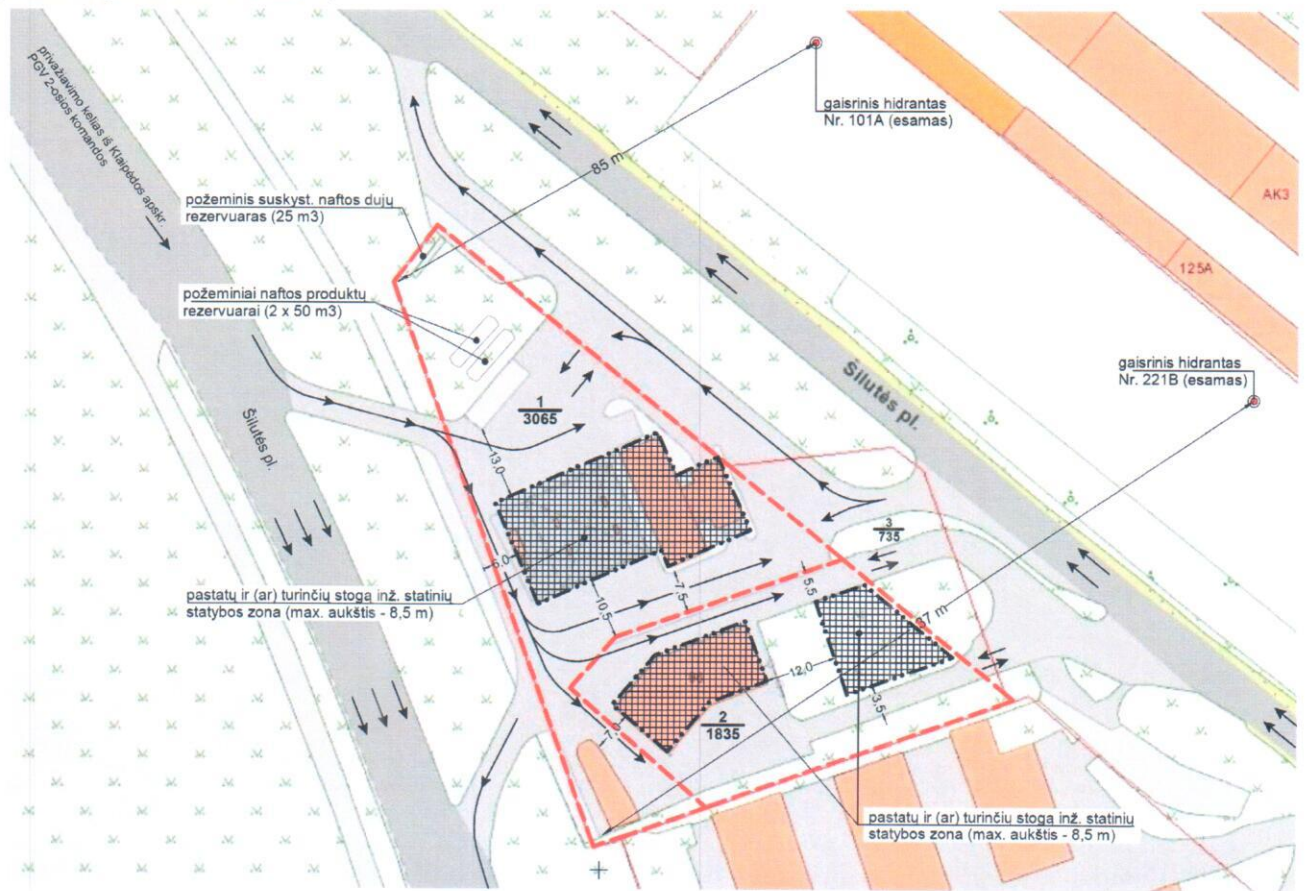 privažiavimo kelias iš Klaipėdos apskr.
PGV 2-osios komandos
gaisrinis hidrantas
Nr. 101A (esamas)
85 m
požeminis suskyst. naftos dujų
rezervuaras (25 m3)
AK3
125A
požeminiai naftos produktų
rezervuarai (2 x 50 m3)
gaisrinis hidrantas
Nr. 221B (esamas)
Šilutės pl.
Šilutės pl.
1
3065
13,0
3
735
6,0
10,5
7,5
5,5
pastatų ir (ar) turinčių stogą inž. statinių
statybos zona (max. aukštis - 8,5 m)
12,0
3,5
7,0
2
1835
pastatų ir (ar) turinčių stogą inž. statinių
statybos zona (max. aukštis - 8,5 m)